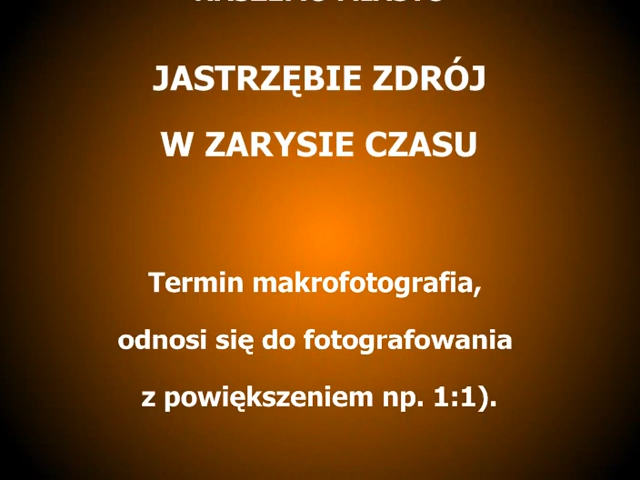 JASTRZĘBIE ZDRÓJ
W ZARYSIE CZASU
Termin makrofotografia,
odnosi się do fotografowania
z powiększeniem np. 1:1).